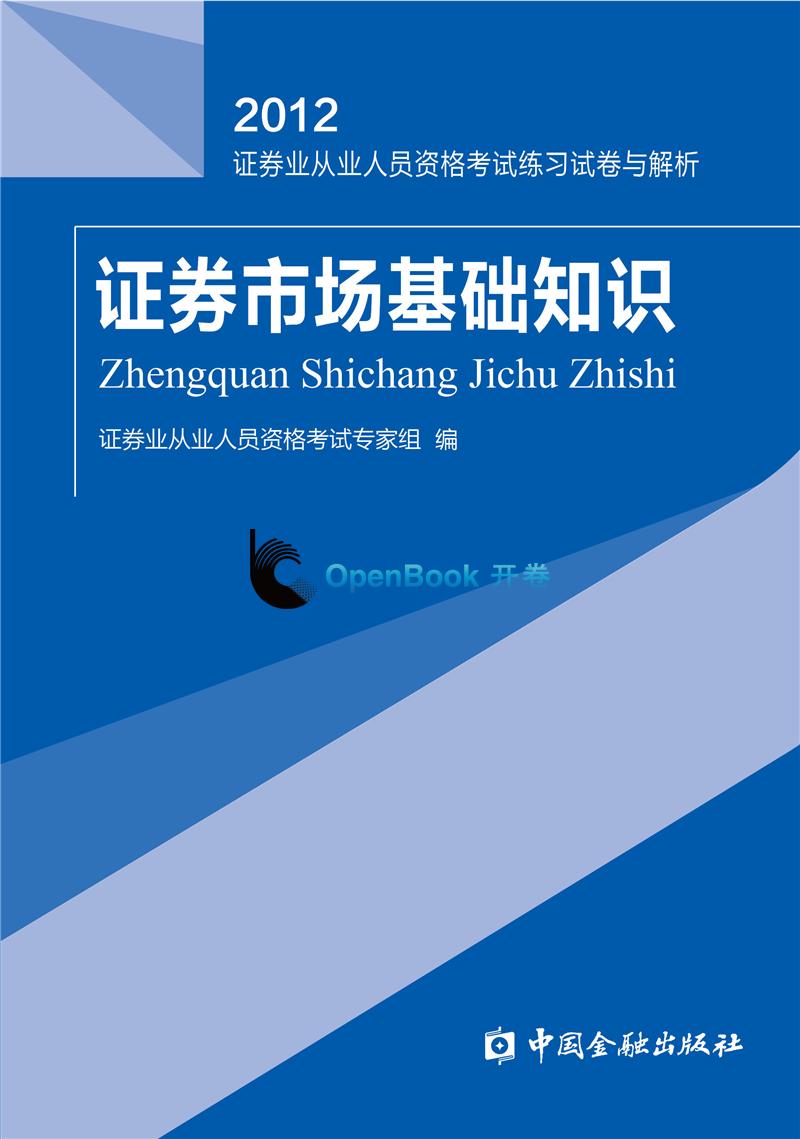 2012
证券业从业人员资格考试练习试卷与解析
证券市场基础知识
Zhengquan Shichang Jichu Zhishi
证券业从业人员资格考试专家组 编
OpenBook 开卷
中国金融出版社